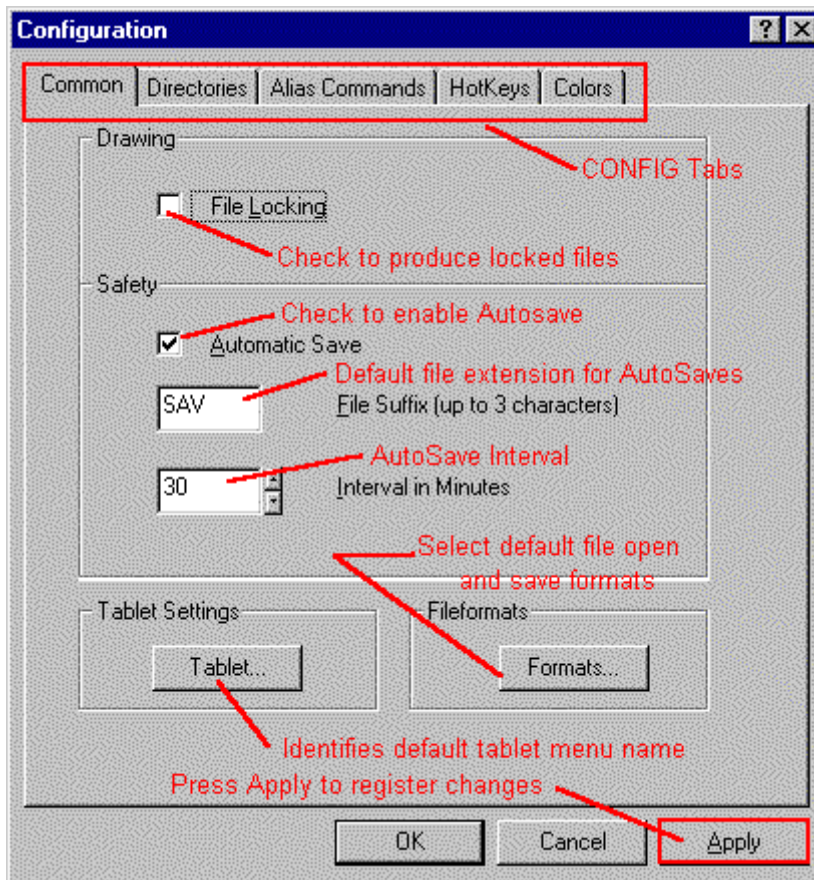 Configuration
Common Directories Alias Commands HotKeys Colors
CONFIG Tabs
Drawing
File Locking
Check to produce locked files
Safety
Check to enable Autosave
Automatic Save
Default file extension for AutoSaves
SAV File Suffix (up to 3 characters)
AutoSave Interval
30 Interval in Minutes
Select default file open
and save formats
Tablet Settings Fileformats
Tablet... Formats...
Identifies default tablet menu name
Press Apply to register changes
OK Cancel Apply